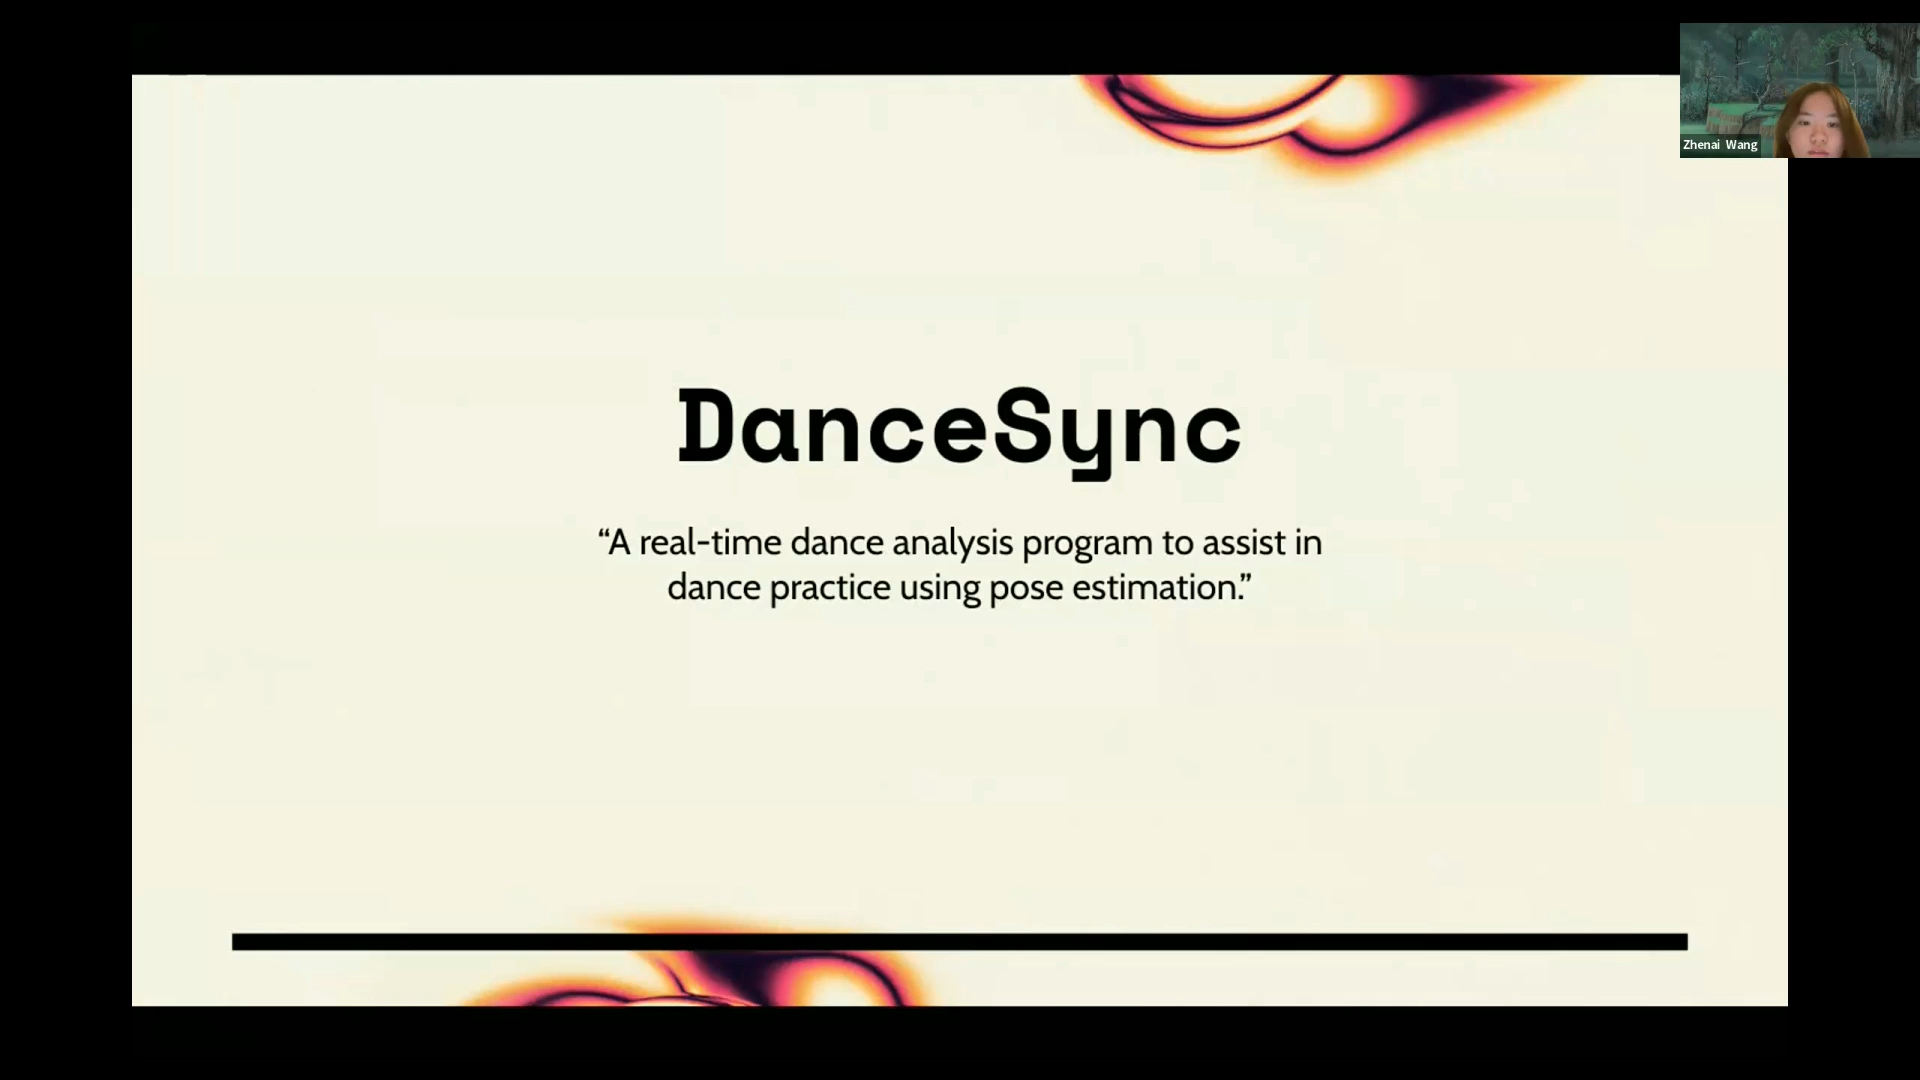 Zhenai Wang
DanceSync
“A real-time dance analysis program to assist in
dance practice using pose estimation.”